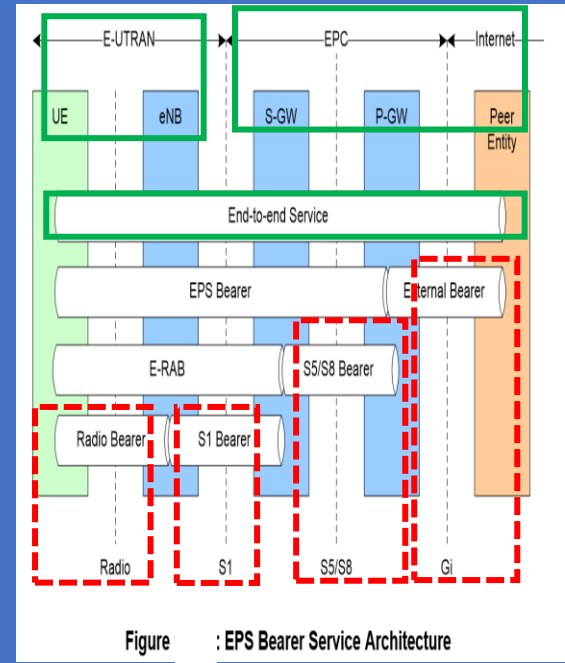 E-UTRAN EPC Internet
UE eNB S-GW P-GW Peer
Entity
End-to-end Service
EPS Bearer External Bearer
E-RAB S5/S8 Bearer
Radio Bearer S1 Bearer
Radio S1 S5/S8 Gi
Figure : EPS Bearer Service Architecture